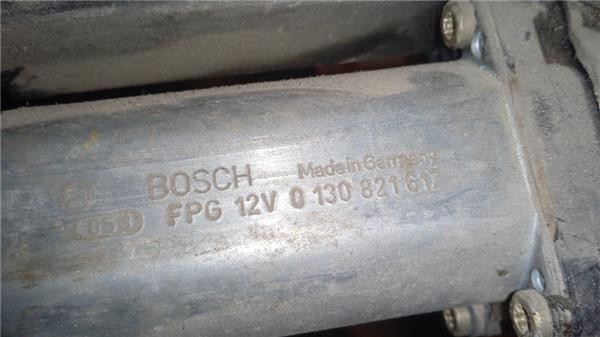 BOSCH Made in Germany
FPG 12V 0 130 821 617